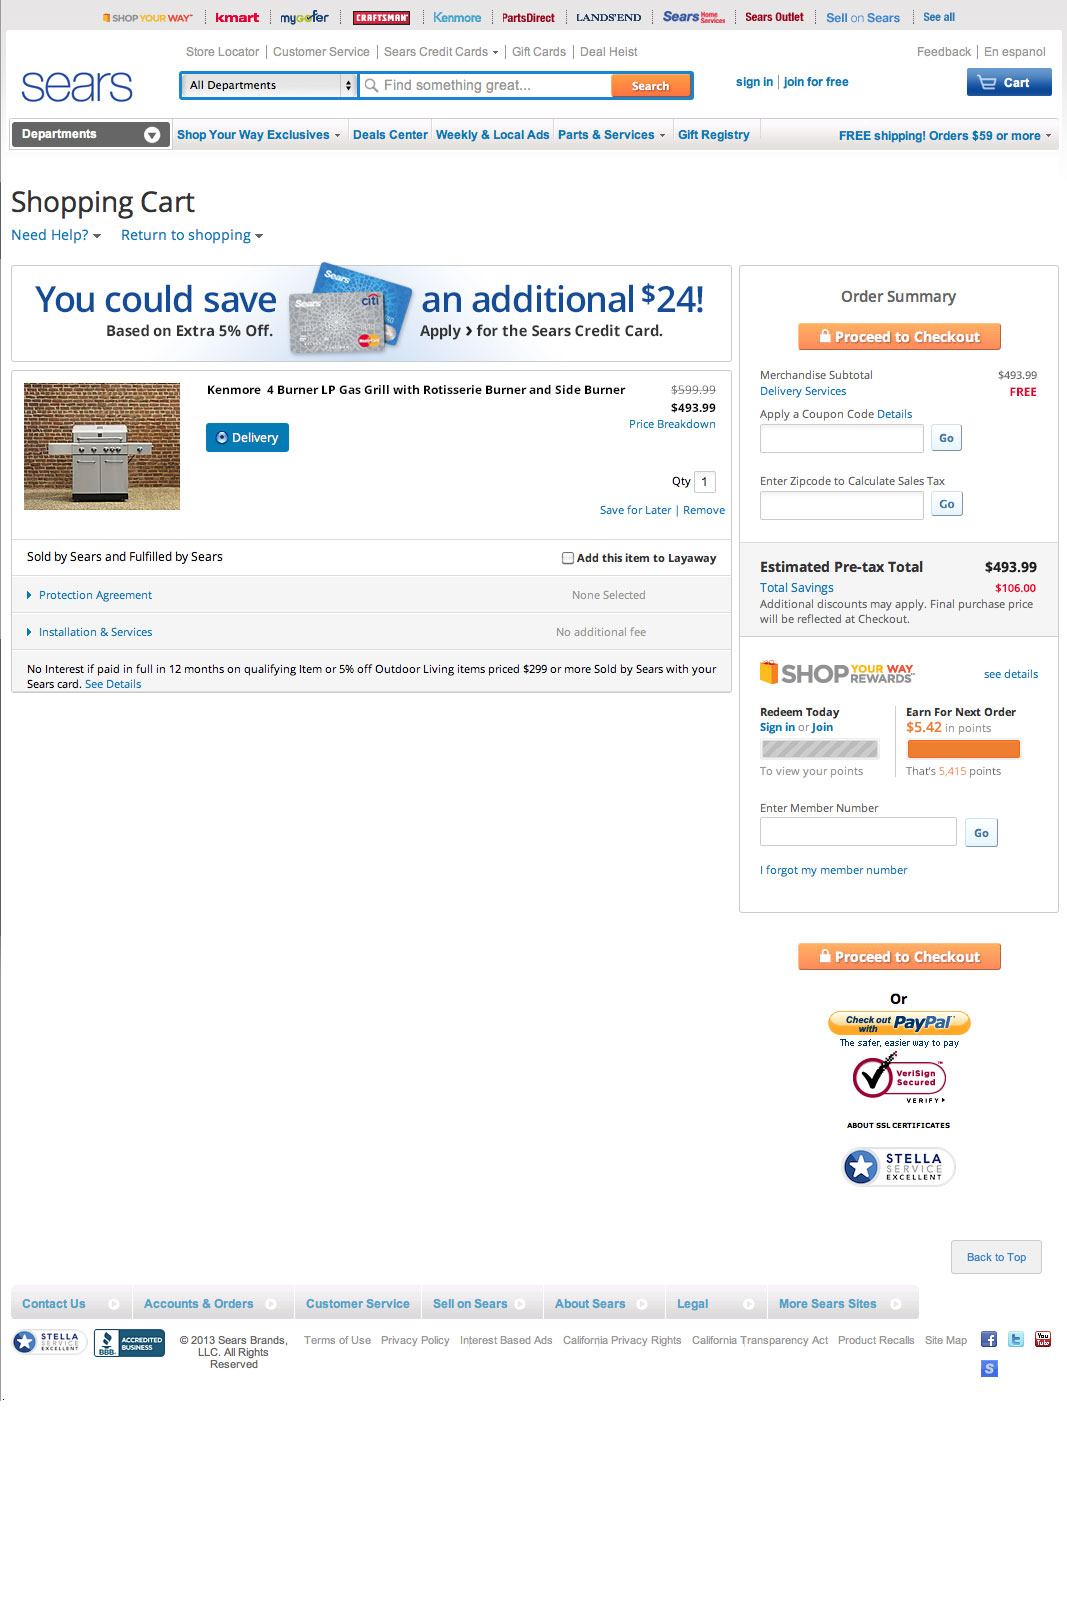 SHOP YOUR WAY kmart mygofer CRAFTSMAN Kenmore PartsDirect LANDS' END Sears Home Services Sears Outlet Sell on Sears See all
Store Locator Customer Service Sears Credit Cards Gift Cards Deal Heist Feedback En espanol
sears
All Departments Find something great... Search
sign in join for free
Cart
Departments Shop Your Way Exclusives Deals Center Weekly & Local Ads Parts & Services Gift Registry FREE shipping! Orders $59 or more
Shopping Cart
Need Help? Return to shopping
You could save an additional $24!
Based on Extra 5% Off. Apply › for the Sears Credit Card.
Sears
Sears citi
MasterCard
Kenmore 4 Burner LP Gas Grill with Rotisserie Burner and Side Burner $599.99
$493.99
Price Breakdown
Delivery
Qty 1
Save for Later | Remove
Sold by Sears and Fulfilled by Sears Add this item to Layaway
Protection Agreement None Selected
Installation & Services No additional fee
No Interest if paid in full in 12 months on qualifying Item or 5% off Outdoor Living items priced $299 or more Sold by Sears with your
Sears card. See Details
Order Summary
Proceed to Checkout
Merchandise Subtotal $493.99
Delivery Services FREE
Apply a Coupon Code Details
Go
Enter Zipcode to Calculate Sales Tax
Go
Estimated Pre-tax Total $493.99
Total Savings $106.00
Additional discounts may apply. Final purchase price
will be reflected at Checkout.
SHOP YOUR WAY REWARDS see details
Redeem Today Earn For Next Order
Sign in or Join $5.42 in points
To view your points That's 5,415 points
Enter Member Number
Go
I forgot my member number
Proceed to Checkout
Or
Check out with PayPal
The safer, easier way to pay
VeriSign Secured
VERIFY
ABOUT SSL CERTIFICATES
STELLA
SERVICE
EXCELLENT
Back to Top
Contact Us Accounts & Orders Customer Service Sell on Sears About Sears Legal More Sears Sites
STELLA SERVICE EXCELLENT
BBB. ACCREDITED BUSINESS
© 2013 Sears Brands, Terms of Use Privacy Policy Interest Based Ads California Privacy Rights California Transparency Act Product Recalls Site Map f t You Tube
LLC. All Rights
Reserved
S